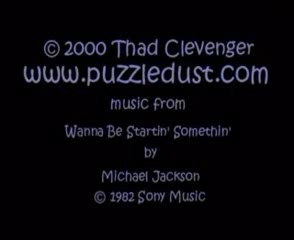 © 2000 Thad Clevenger
www.puzzledust.com
music from
Wanna Be Startin' Somethin'
by
Michael Jackson
© 1982 Sony Music